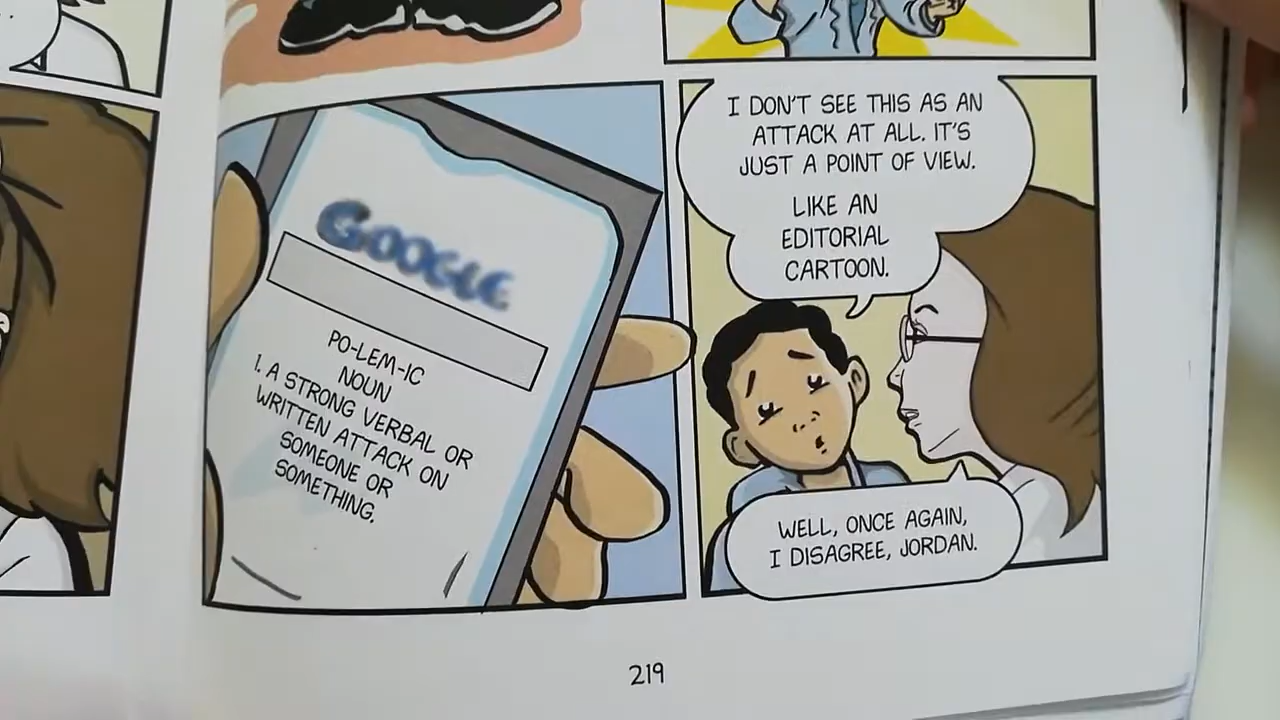 GOOGLE
PO-LEM-IC
NOUN
1. A STRONG VERBAL OR
WRITTEN ATTACK ON
SOMEONE OR
SOMETHING.
I DON'T SEE THIS AS AN
ATTACK AT ALL. IT'S
JUST A POINT OF VIEW.
LIKE AN
EDITORIAL
CARTOON.
WELL, ONCE AGAIN,
I DISAGREE, JORDAN.
219